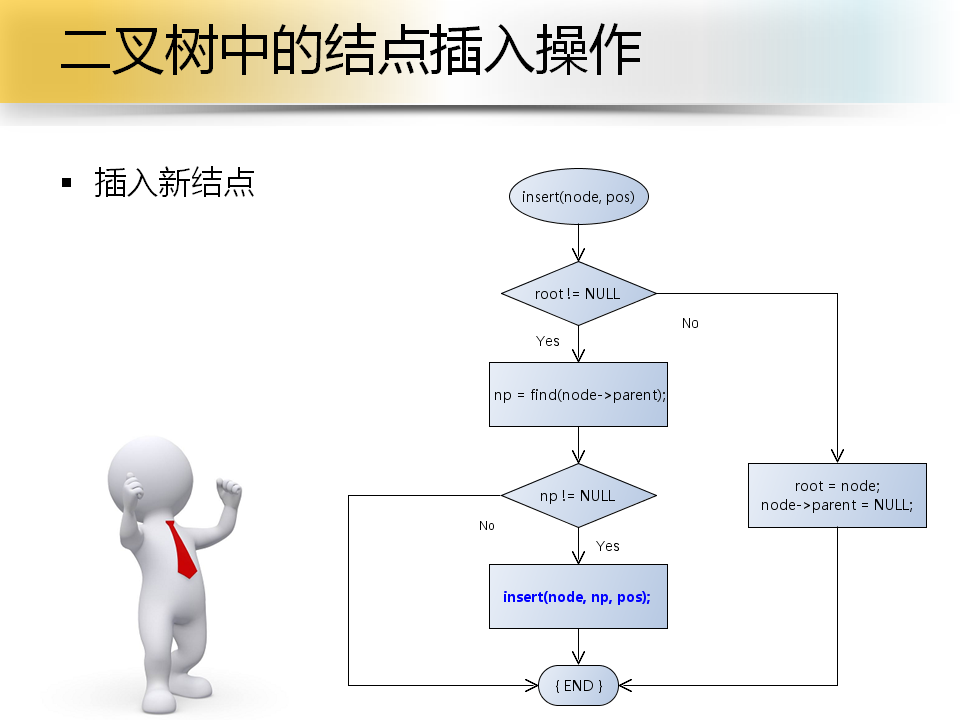 二叉树中的结点插入操作
插入新结点
insert(node, pos)
root != NULL
No
Yes
np = find(node->parent);
np != NULL
root = node;
node->parent = NULL;
No
Yes
insert(node, np, pos);
{ END }